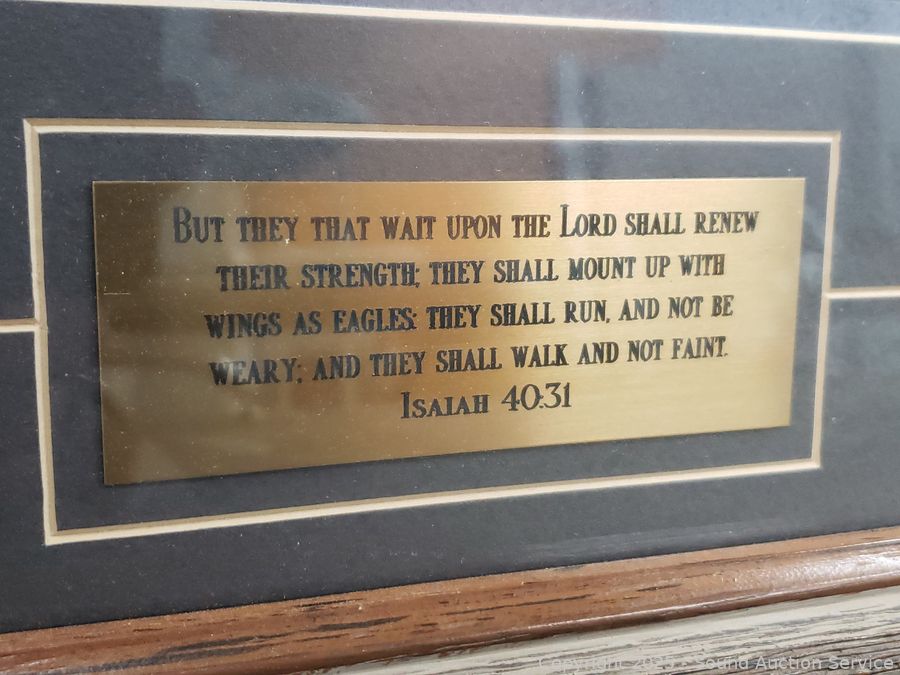 But they that wait upon the Lord shall renew
their strength; they shall mount up with
wings as eagles: they shall run, and not be
weary; and they shall walk and not faint.
Isaiah 40:31
Copyright 2025 - Sound Auction Service